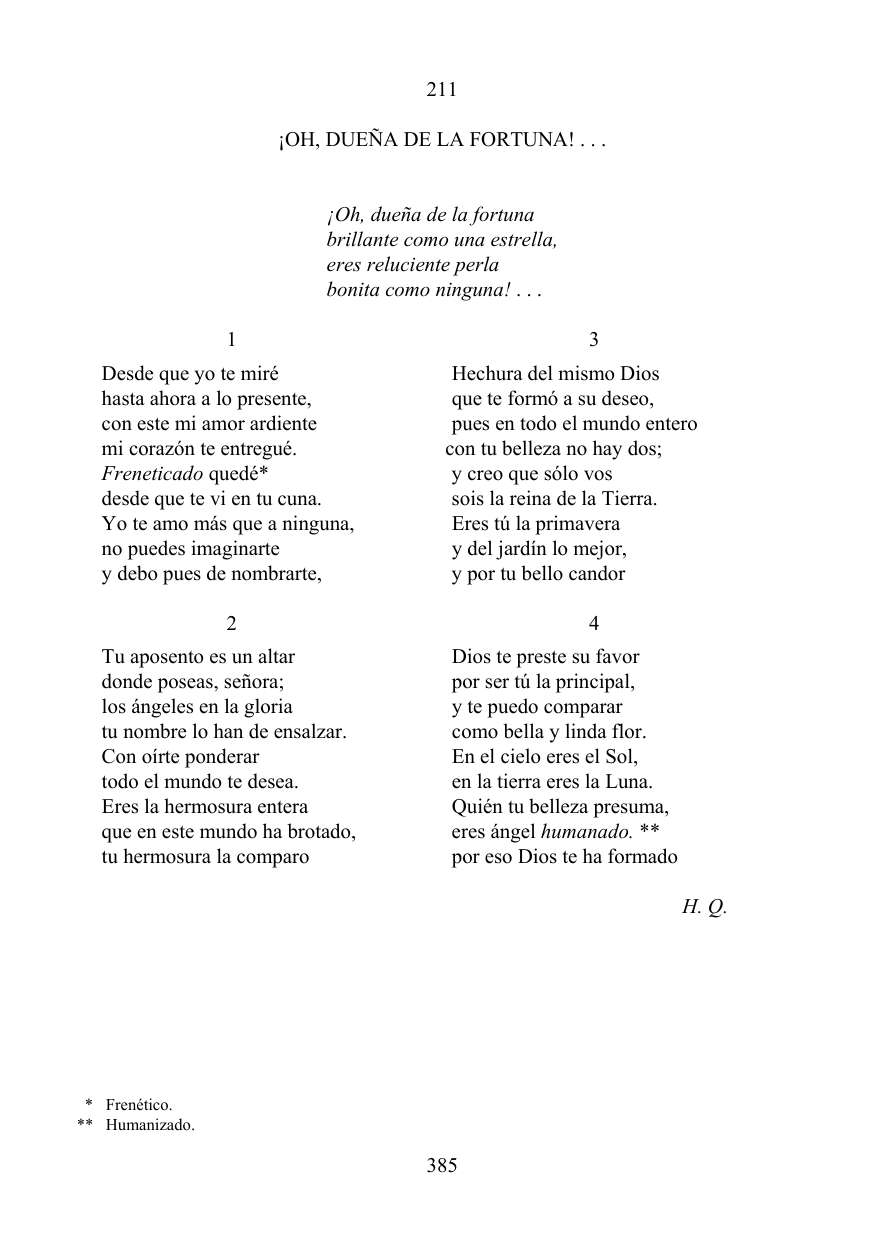 211
¡OH, DUEÑA DE LA FORTUNA! . . .
¡Oh, dueña de la fortuna
brillante como una estrella,
eres reluciente perla
bonita como ninguna! . . .
1
Desde que yo te miré
hasta ahora a lo presente,
con este mi amor ardiente
mi corazón te entregué.
Freneticado quedé*
desde que te vi en tu cuna.
Yo te amo más que a ninguna,
no puedes imaginarte
y debo pues de nombrarte,
2
Tu aposento es un altar
donde poseas, señora;
los ángeles en la gloria
tu nombre lo han de ensalzar.
Con oírte ponderar
todo el mundo te desea.
Eres la hermosura entera
que en este mundo ha brotado,
tu hermosura la comparo
3
Hechura del mismo Dios
que te formó a su deseo,
pues en todo el mundo entero
con tu belleza no hay dos;
y creo que sólo vos
sois la reina de la Tierra.
Eres tú la primavera
y del jardín lo mejor,
y por tu bello candor
4
Dios te preste su favor
por ser tú la principal,
y te puedo comparar
como bella y linda flor.
En el cielo eres el Sol,
en la tierra eres la Luna.
Quién tu belleza presuma,
eres ángel humanado. **
por eso Dios te ha formado
H. Q.
* Frenético.
** Humanizado.
385